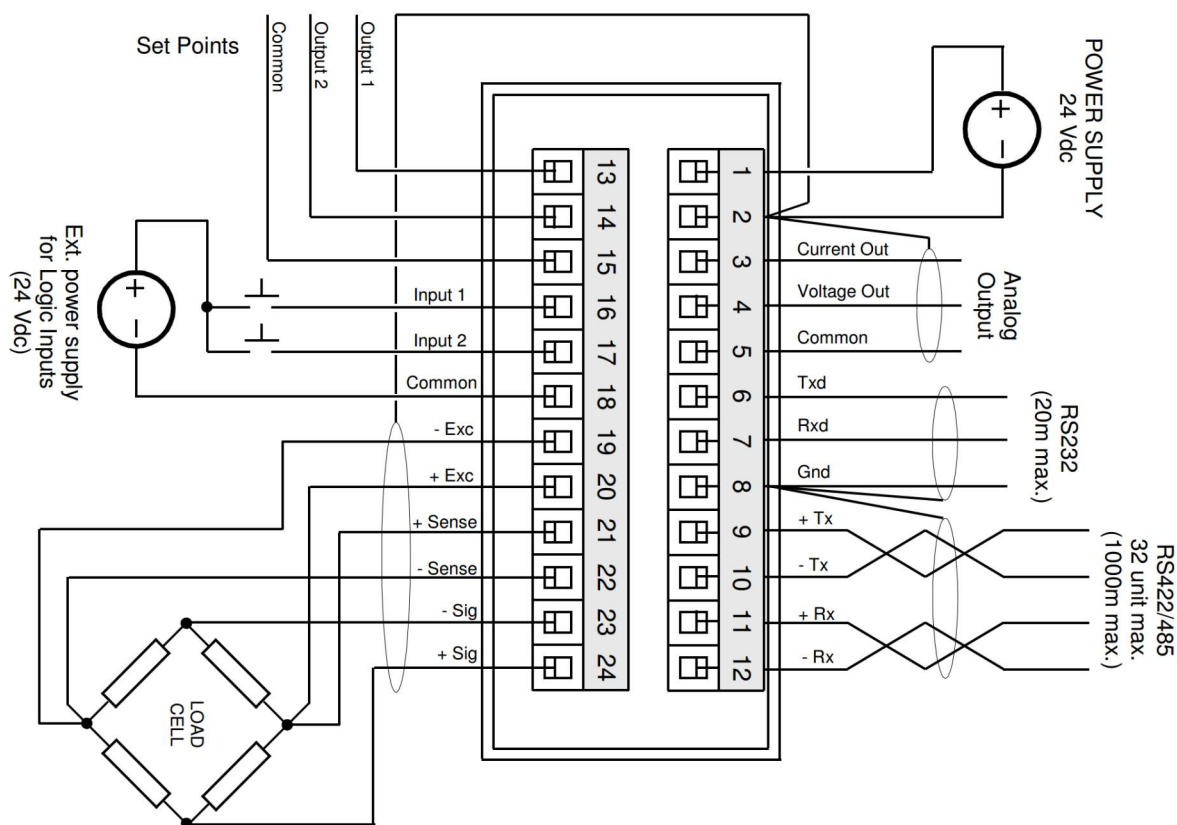 Set Points
Common
Output 2
Output 1
POWER SUPPLY
24 Vdc
+
-
13
14
15
16
17
18
19
20
21
22
23
24
1
2
3
4
5
6
7
8
9
10
11
12
Ext. power supply
for Logic Inputs
(24 Vdc)
+
-
Input 1
Input 2
Common
- Exc
+ Exc
+ Sense
- Sense
- Sig
+ Sig
LOAD
CELL
Current Out
Voltage Out
Common
Analog
Output
Txd
Rxd
Gnd
RS232
(20m max.)
+ Tx
- Tx
+ Rx
- Rx
RS422/485
32 unit max.
(1000m max.)